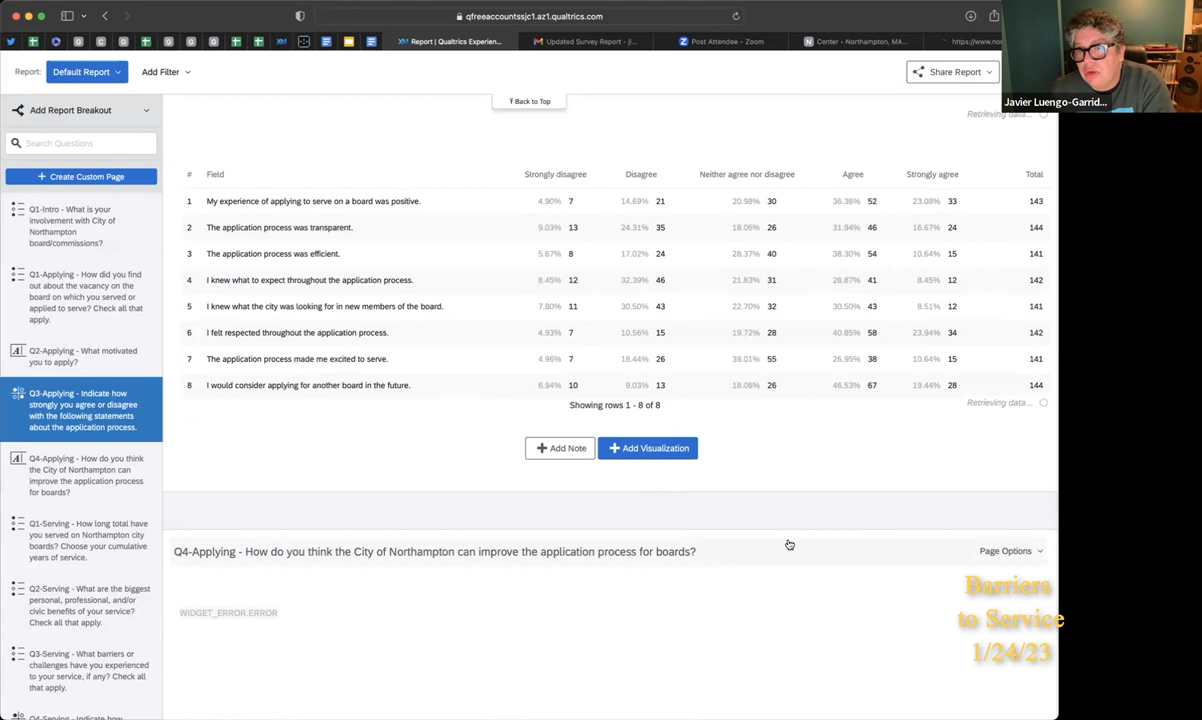 qfreeaccountssjc1.az1.qualtrics.com
Report | Qualtrics Experien...
Updated Survey Report - ji...
Post Attendee - Zoom
Center - Northampton, MA...
Javier Luengo-Garrid...
Report:
Default Report
Add Filter
Share Report
Back to Top
Add Report Breakout
Search Questions
+ Create Custom Page
Q1-Intro - What is your
involvement with City of
Northampton
board/commissions?
Q1-Applying - How did you find
out about the vacancy on the
board on which you served or
applied to serve? Check all that
apply.
Q2-Applying - What motivated
you to apply?
Q3-Applying - Indicate how
strongly you agree or disagree
with the following statements
about the application process.
Q4-Applying - How do you think
the City of Northampton can
improve the application process
for boards?
Q1-Serving - How long total have
you served on Northampton city
boards? Choose your cumulative
years of service.
Q2-Serving - What are the biggest
personal, professional, and/or
civic benefits of your service?
Check all that apply.
Q3-Serving - What barriers or
challenges have you experienced
to your service, if any? Check all
that apply.
Q4-Serving - Indicate how
Retrieving data...
# Field Strongly disagree Disagree Neither agree nor disagree Agree Strongly agree Total
1 My experience of applying to serve on a board was positive. 4.90% 7 14.69% 21 20.98% 30 36.36% 52 23.08% 33 143
2 The application process was transparent. 9.03% 13 24.31% 35 18.06% 26 31.94% 46 16.67% 24 144
3 The application process was efficient. 5.67% 8 17.02% 24 28.37% 40 38.30% 54 10.64% 15 141
4 I knew what to expect throughout the application process. 8.45% 12 32.39% 46 21.83% 31 28.87% 41 8.45% 12 142
5 I knew what the city was looking for in new members of the board. 7.80% 11 30.50% 43 22.70% 32 30.50% 43 8.51% 12 141
6 I felt respected throughout the application process. 4.93% 7 10.56% 15 19.72% 28 40.85% 58 23.94% 34 142
7 The application process made me excited to serve. 4.96% 7 18.44% 26 39.01% 55 26.95% 38 10.64% 15 141
8 I would consider applying for another board in the future. 6.94% 10 9.03% 13 18.06% 26 46.53% 67 19.44% 28 144
Showing rows 1 - 8 of 8
Retrieving data...
+ Add Note
+ Add Visualization
Q4-Applying - How do you think the City of Northampton can improve the application process for boards?
Page Options
WIDGET_ERROR.ERROR
Barriers
to Service
1/24/23